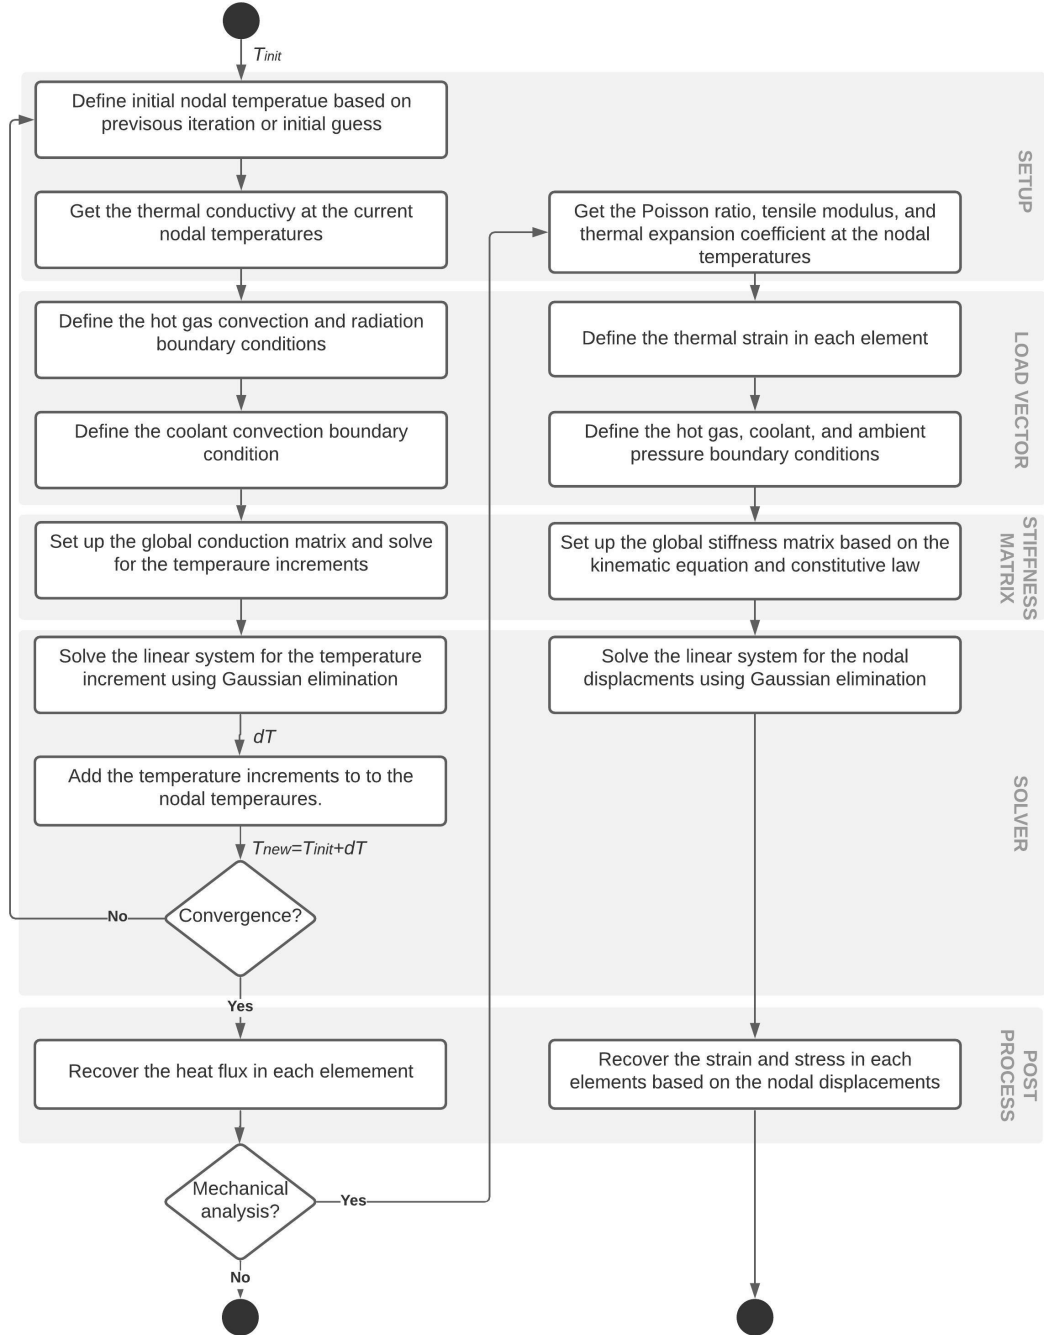 Tinit
Define initial nodal temperatue based on
previsous iteration or initial guess
Get the thermal conductivy at the current
nodal temperatures
Define the hot gas convection and radiation
boundary conditions
Define the coolant convection boundary
condition
Set up the global conduction matrix and solve
for the temperaure increments
Solve the linear system for the temperature
increment using Gaussian elimination
dT
Add the temperature increments to to the
nodal temperaures.
Tnew=Tinit+dT
Convergence?
No
Yes
Recover the heat flux in each elemement
Mechanical
analysis?
Yes
No
Get the Poisson ratio, tensile modulus, and
thermal expansion coefficient at the nodal
temperatures
Define the thermal strain in each element
Define the hot gas, coolant, and ambient
pressure boundary conditions
Set up the global stiffness matrix based on the
kinematic equation and constitutive law
Solve the linear system for the nodal
displacments using Gaussian elimination
Recover the strain and stress in each
elements based on the nodal displacements
SETUP
LOAD VECTOR
STIFFNESS
MATRIX
SOLVER
POST
PROCESS